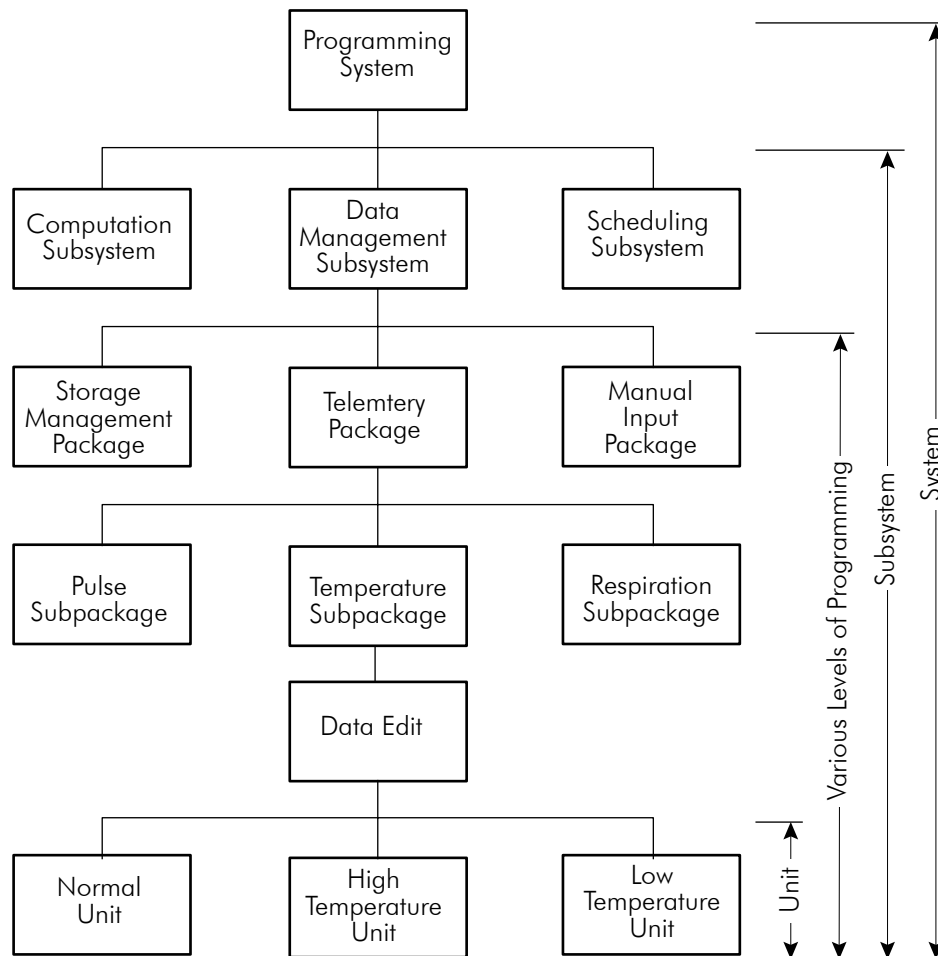 Programming
System
Computation
Subsystem
Data
Management
Subsystem
Scheduling
Subsystem
Storage
Management
Package
Telemtery
Package
Manual
Input
Package
Pulse
Subpackage
Temperature
Subpackage
Respiration
Subpackage
Data Edit
Normal
Unit
High
Temperature
Unit
Low
Temperature
Unit
Unit
Various Levels of Programming
Subsystem
System